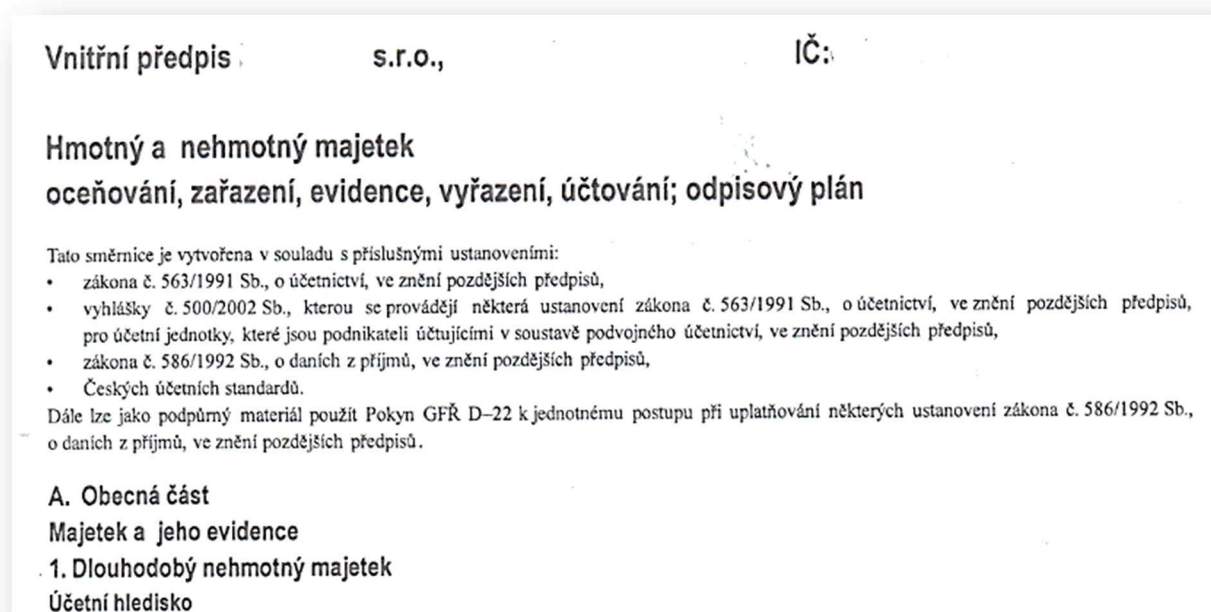 Vnitřní předpis s.r.o., IČ:
Hmotný a nehmotný majetek
oceňování, zařazení, evidence, vyřazení, účtování; odpisový plán
Tato směrnice je vytvořena v souladu s příslušnými ustanoveními:
• zákona č. 563/1991 Sb., o účetnictví, ve znění pozdějších předpisů,
• vyhlášky č. 500/2002 Sb., kterou se provádějí některá ustanovení zákona č. 563/1991 Sb., o účetnictví, ve znění pozdějších předpisů,
pro účetní jednotky, které jsou podnikateli účtujícími v soustavě podvojného účetnictví, ve znění pozdějších předpisů,
• zákona č. 586/1992 Sb., o daních z příjmů, ve znění pozdějších předpisů,
• Českých účetních standardů.
Dále lze jako podpůrný materiál použít Pokyn GFŘ D–22 k jednotnému postupu při uplatňování některých ustanovení zákona č. 586/1992 Sb.,
o daních z příjmů, ve znění pozdějších předpisů.
A. Obecná část
Majetek a jeho evidence
1. Dlouhodobý nehmotný majetek
Účetní hledisko